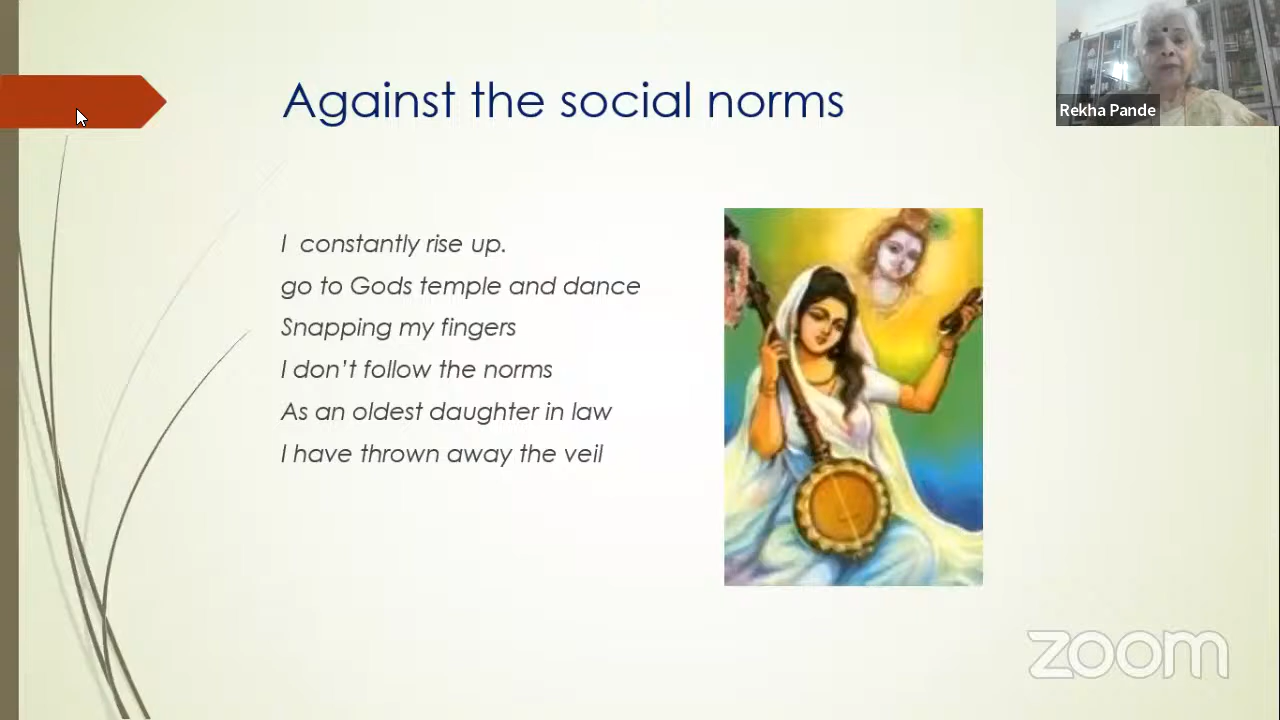 Against the social norms
Rekha Pande
I  constantly rise up.
go to Gods temple and dance
Snapping my fingers
I don't follow the norms
As an oldest daughter in law
I have thrown away the veil
zoom